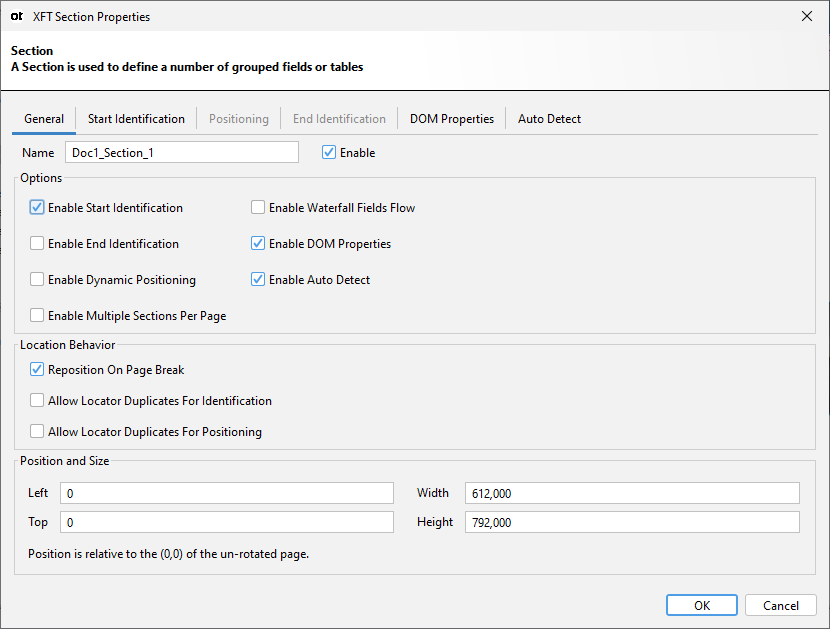 ot XFT Section Properties
Section
A Section is used to define a number of grouped fields or tables
General Start Identification Positioning End Identification DOM Properties Auto Detect
Name Doc1_Section_1 Enable
Options
Enable Start Identification Enable Waterfall Fields Flow
Enable End Identification Enable DOM Properties
Enable Dynamic Positioning Enable Auto Detect
Enable Multiple Sections Per Page
Location Behavior
Reposition On Page Break
Allow Locator Duplicates For Identification
Allow Locator Duplicates For Positioning
Position and Size
Left 0 Width 612,000
Top 0 Height 792,000
Position is relative to the (0,0) of the un-rotated page.
OK Cancel